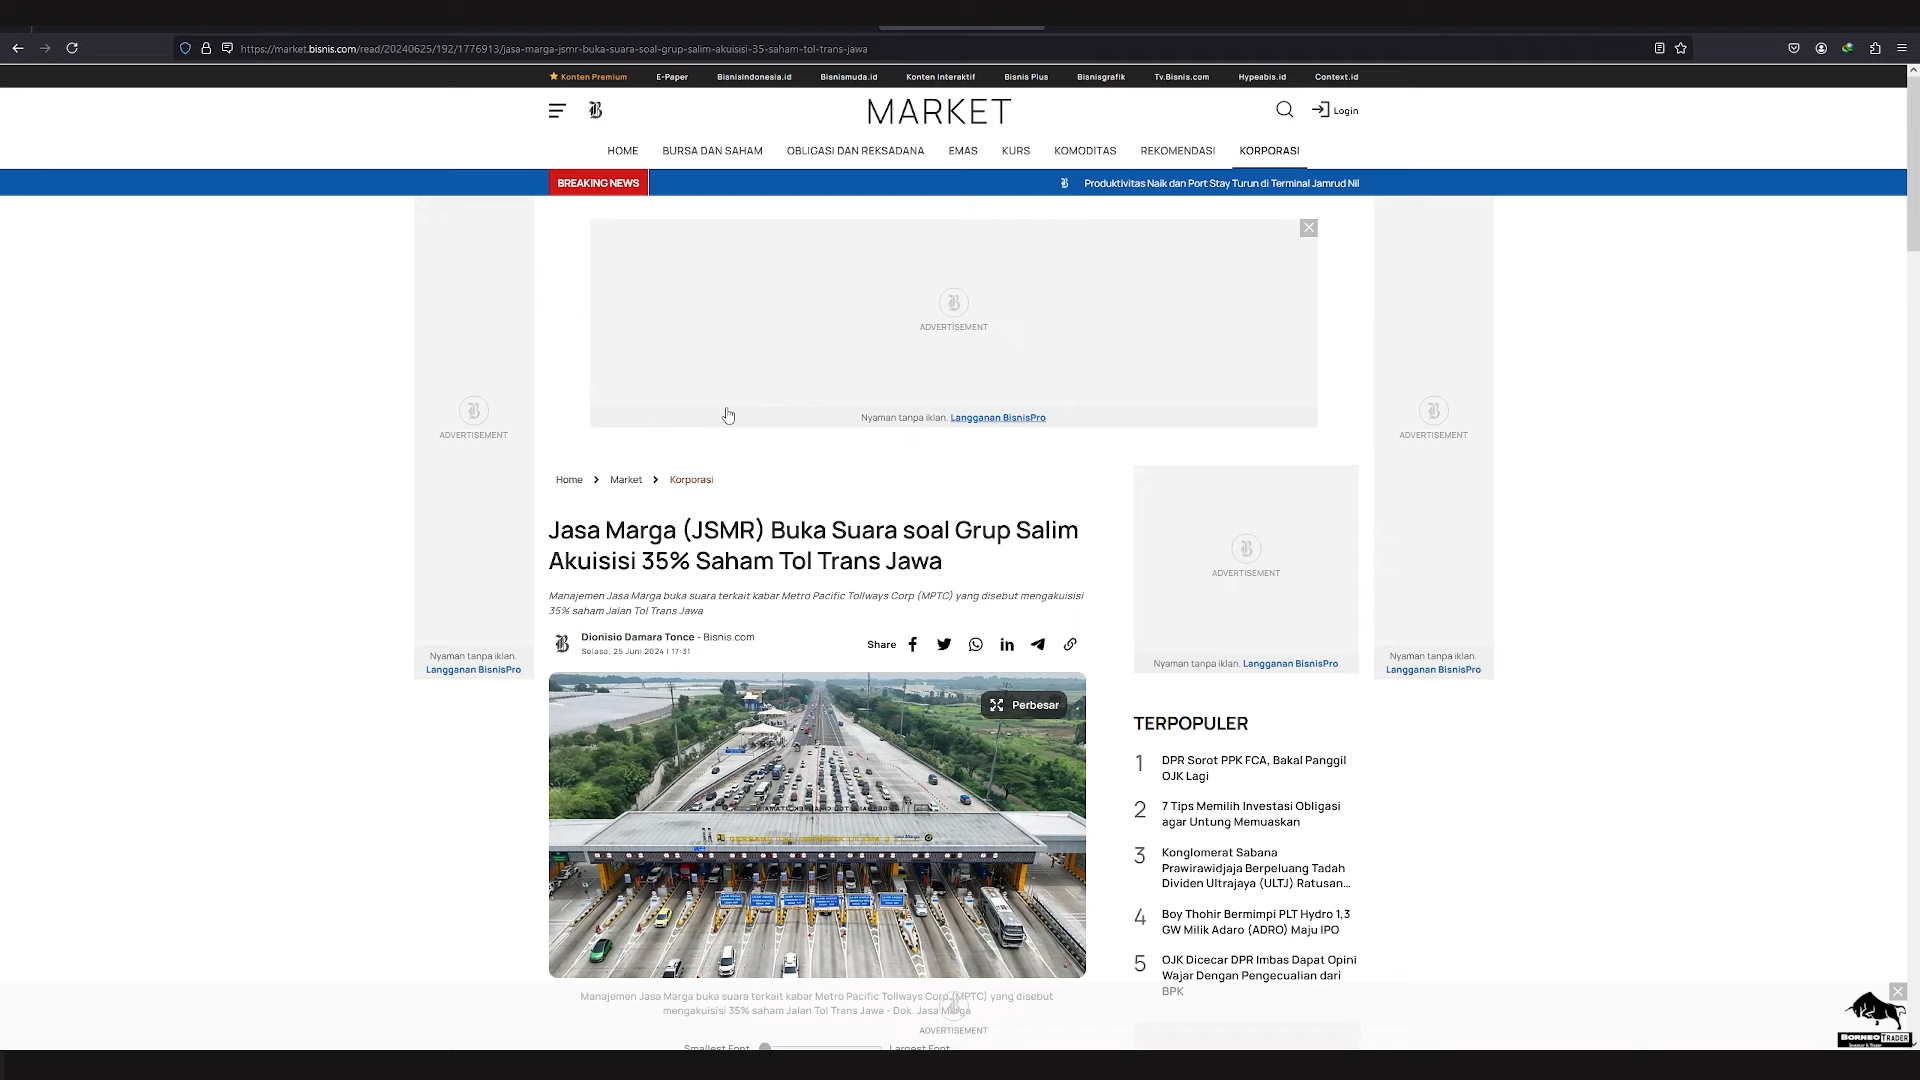 https://market.bisnis.com/read/20240625/192/1776913/jasa-marga-jsmr-buka-suara-soal-grup-salim-akuisisi-35-saham-tol-trans-jawa
Konten Premium E-Paper BisnisIndonesia.id Bisnismuda.id Konten Interaktif Bisnis Plus Bisnisgrafik Tv.Bisnis.com Hypeabis.id Context.id
MARKET
Login
HOME BURSA DAN SAHAM OBLIGASI DAN REKSADANA EMAS KURS KOMODITAS REKOMENDASI KORPORASI
BREAKING NEWS
Produktivitas Naik dan Port Stay Turun di Terminal Jamrud Nil
ADVERTISEMENT
Nyaman tanpa iklan. Langganan BisnisPro
ADVERTISEMENT
Nyaman tanpa iklan.
Langganan BisnisPro
ADVERTISEMENT
Nyaman tanpa iklan.
Langganan BisnisPro
Home Market Korporasi
Jasa Marga (JSMR) Buka Suara soal Grup Salim
Akuisisi 35% Saham Tol Trans Jawa
Manajemen Jasa Marga buka suara terkait kabar Metro Pacific Tollways Corp (MPTC) yang disebut mengakuisisi
35% saham Jalan Tol Trans Jawa
Dionisio Damara Tonce - Bisnis.com
Selasa, 25 Juni 2024 | 17:31
Share
Perbesar
Manajemen Jasa Marga buka suara terkait kabar Metro Pacific Tollways Corp (MPTC) yang disebut
mengakuisisi 35% saham Jalan Tol Trans Jawa - Dok. Jasa Marga
ADVERTISEMENT
Smallest Font Largest Font
ADVERTISEMENT
Nyaman tanpa iklan. Langganan BisnisPro
TERPOPULER
1 DPR Sorot PPK FCA, Bakal Panggil
OJK Lagi
2 7 Tips Memilih Investasi Obligasi
agar Untung Memuaskan
3 Konglomerat Sabana
Prawirawidjaja Berpeluang Tadah
Dividen Ultrajaya (ULTJ) Ratusan...
4 Boy Thohir Bermimpi PLT Hydro 1,3
GW Milik Adaro (ADRO) Maju IPO
5 OJK Dicecar DPR Imbas Dapat Opini
Wajar Dengan Pengecualian dari
BPK
BORNEO TRADER